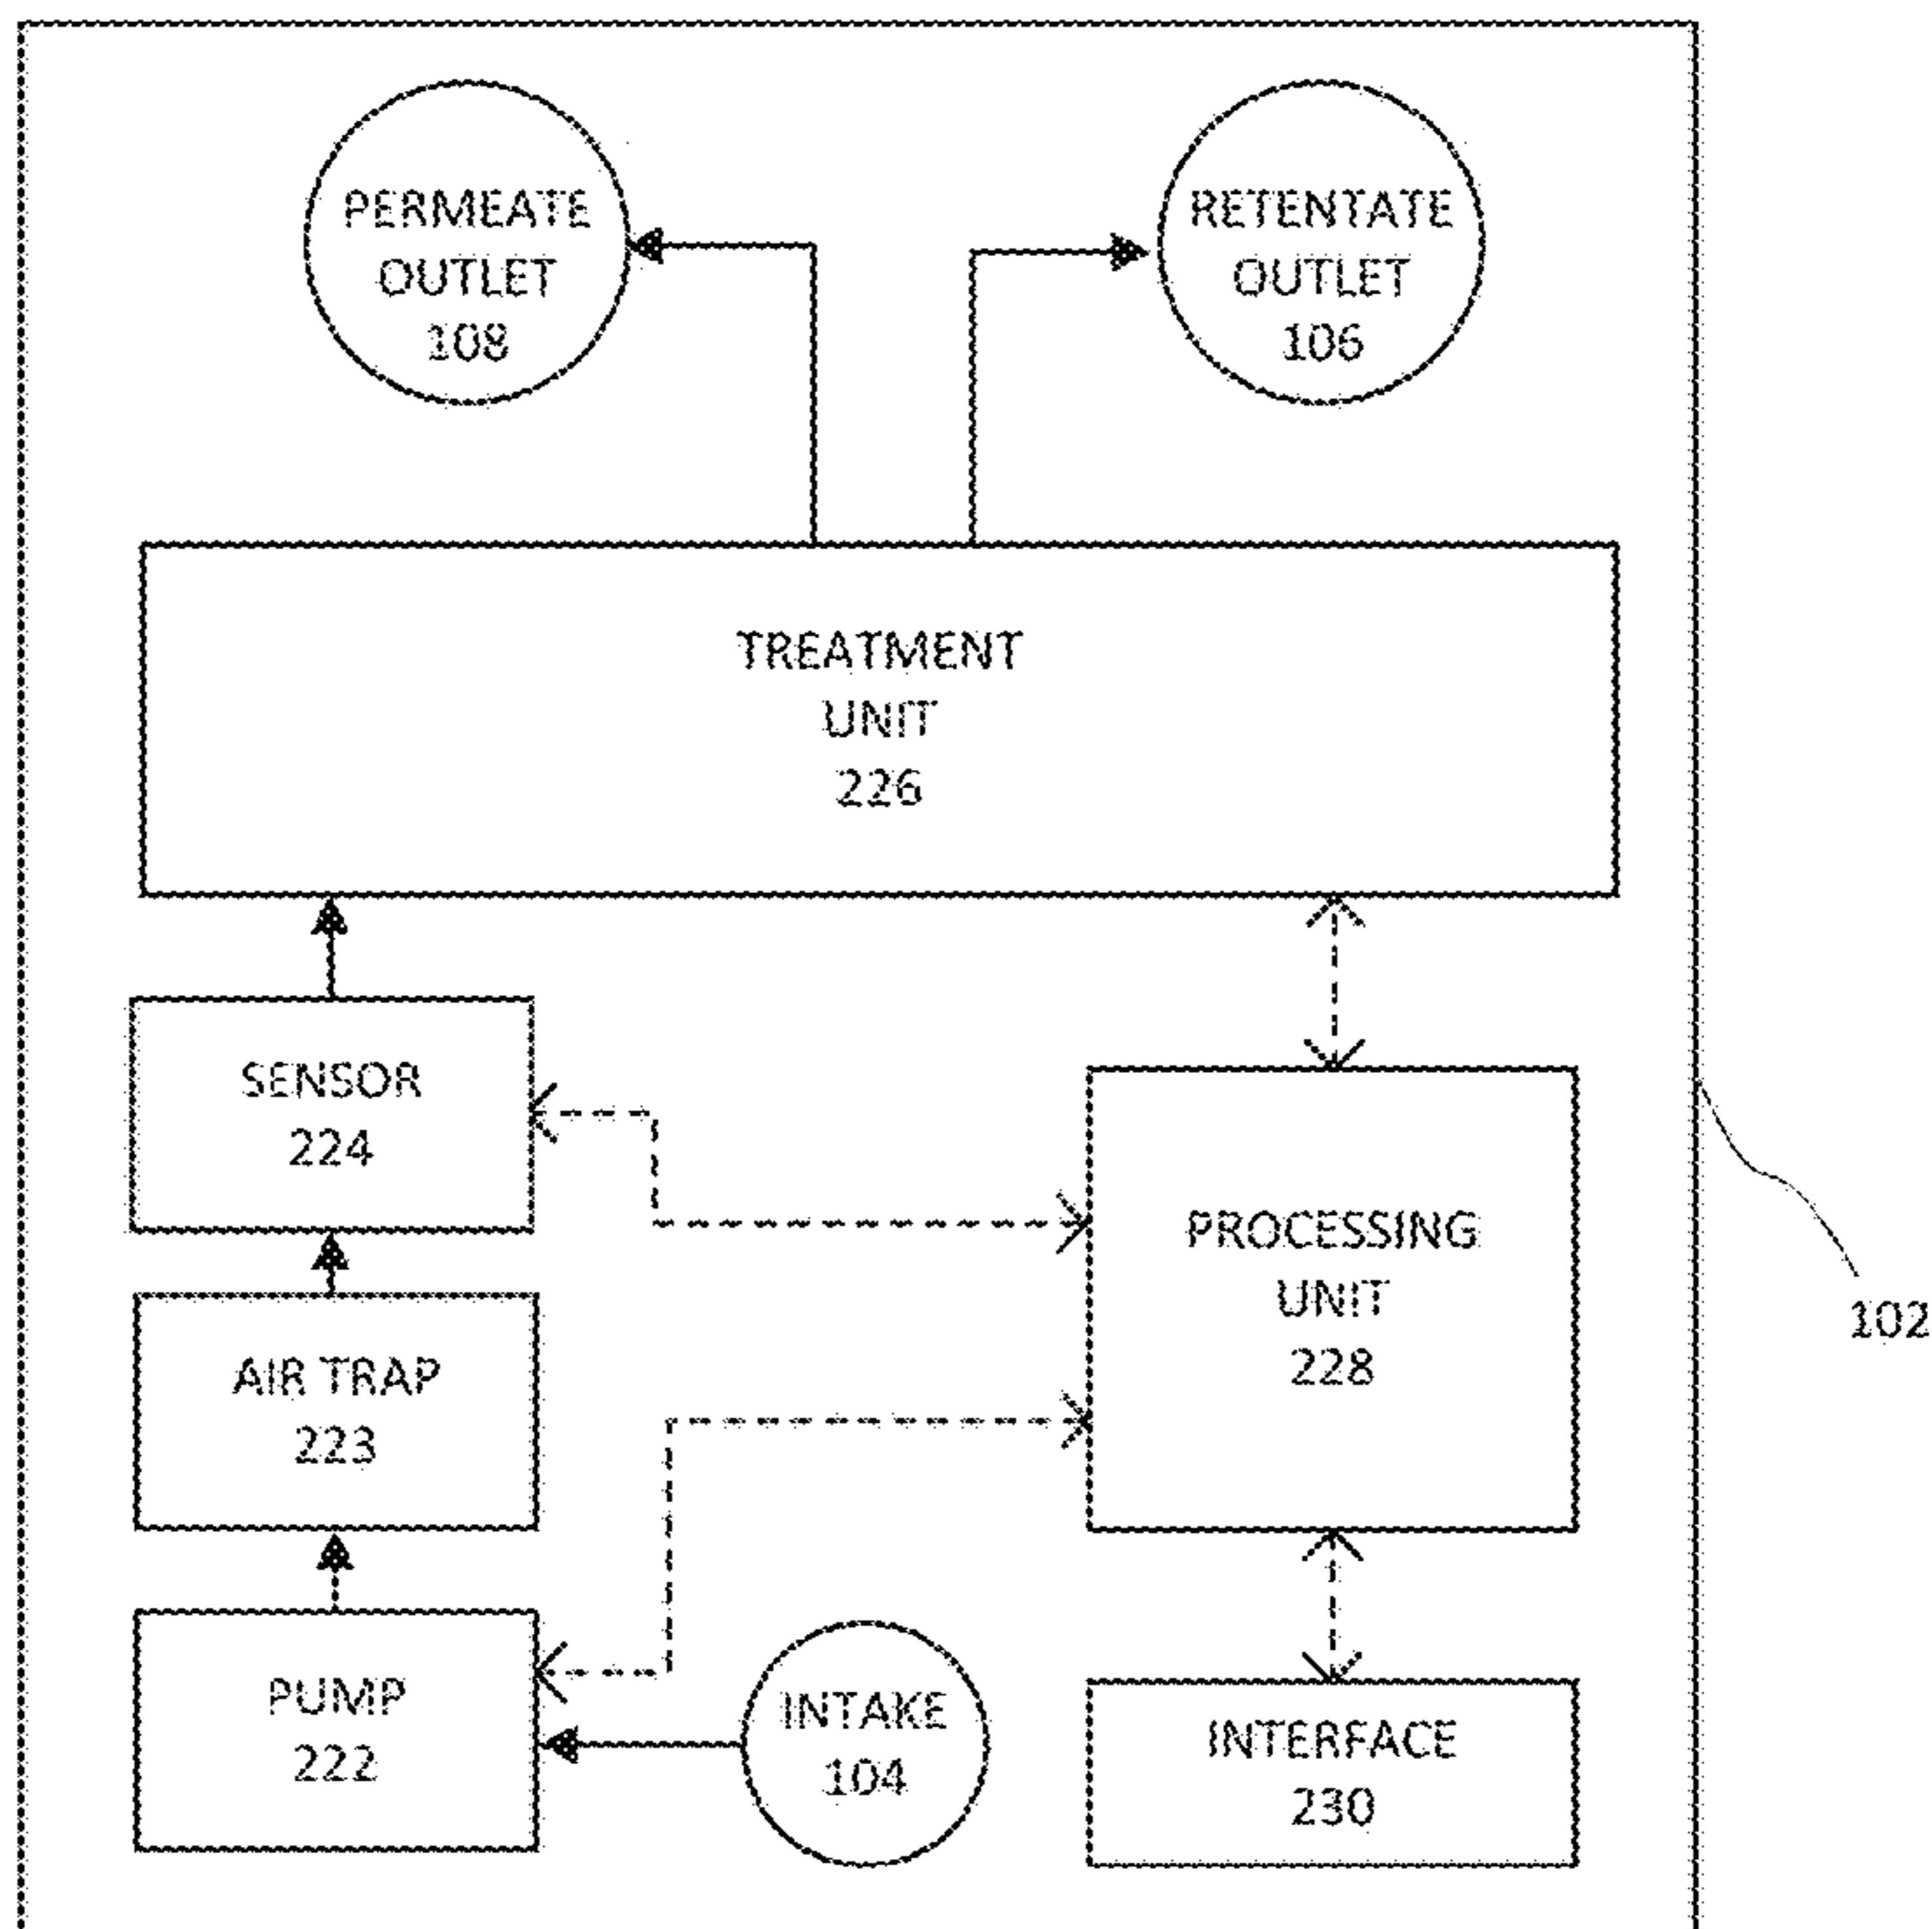 PERMEATE
OUTLET
108
RETENTATE
OUTLET
106
TREATMENT
UNIT
226
SENSOR
224
PROCESSING
UNIT
228
102
AIR TRAP
223
PUMP
222
INTAKE
104
INTERFACE
230